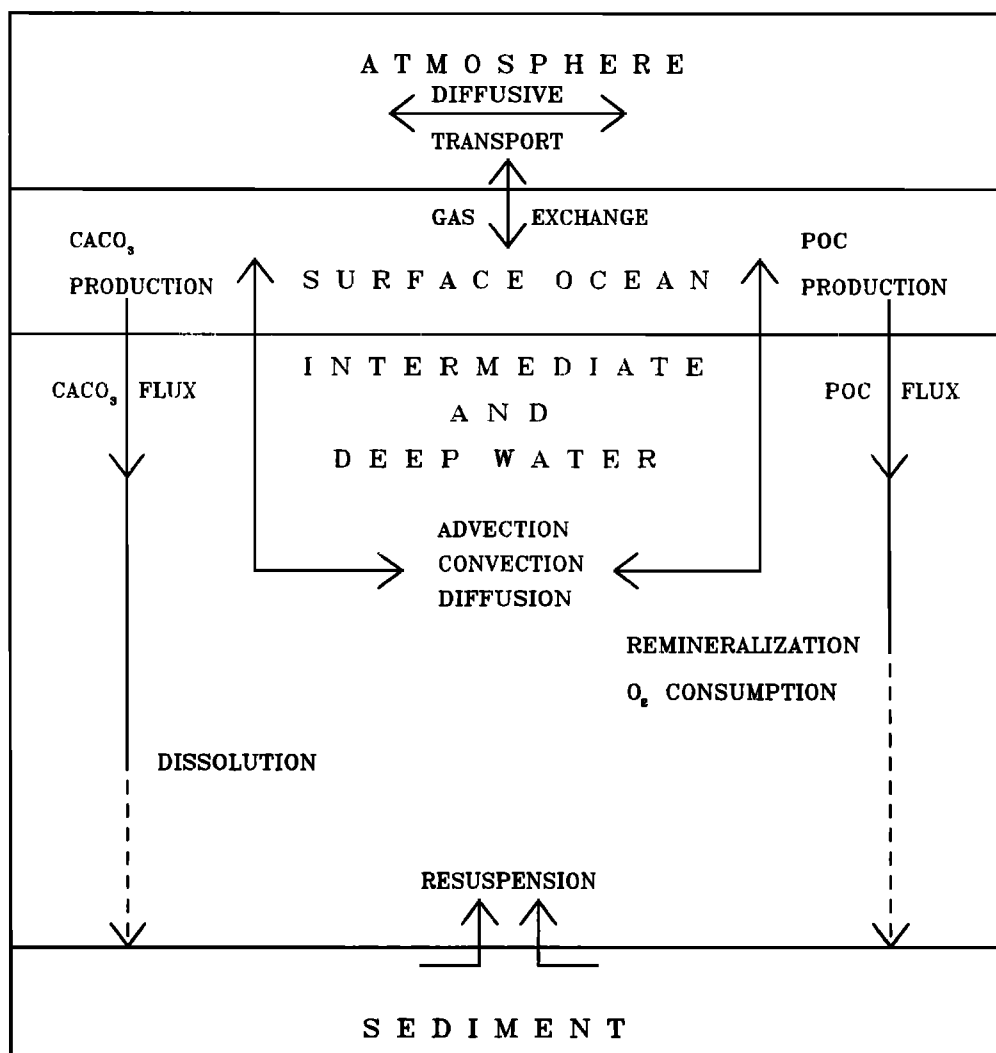 ATMOSPHERE
DIFFUSIVE
TRANSPORT
GAS EXCHANGE
CACO₃
PRODUCTION
POC
PRODUCTION
SURFACE OCEAN
INTERMEDIATE
AND
DEEP WATER
CACO₃ FLUX
POC FLUX
ADVECTION
CONVECTION
DIFFUSION
REMINERALIZATION
O₂ CONSUMPTION
DISSOLUTION
RESUSPENSION
SEDIMENT